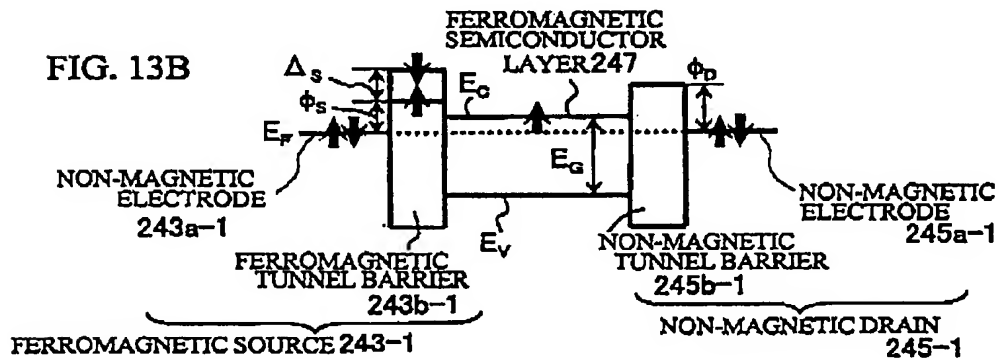 FIG. 13B
FERROMAGNETIC
SEMICONDUCTOR
LAYER 247
Δs
φs
EC
φD
EF
EG
EV
NON-MAGNETIC
ELECTRODE
243a-1
FERROMAGNETIC
TUNNEL BARRIER
243b-1
NON-MAGNETIC
TUNNEL BARRIER
245b-1
NON-MAGNETIC
ELECTRODE
245a-1
FERROMAGNETIC SOURCE 243-1
NON-MAGNETIC DRAIN
245-1